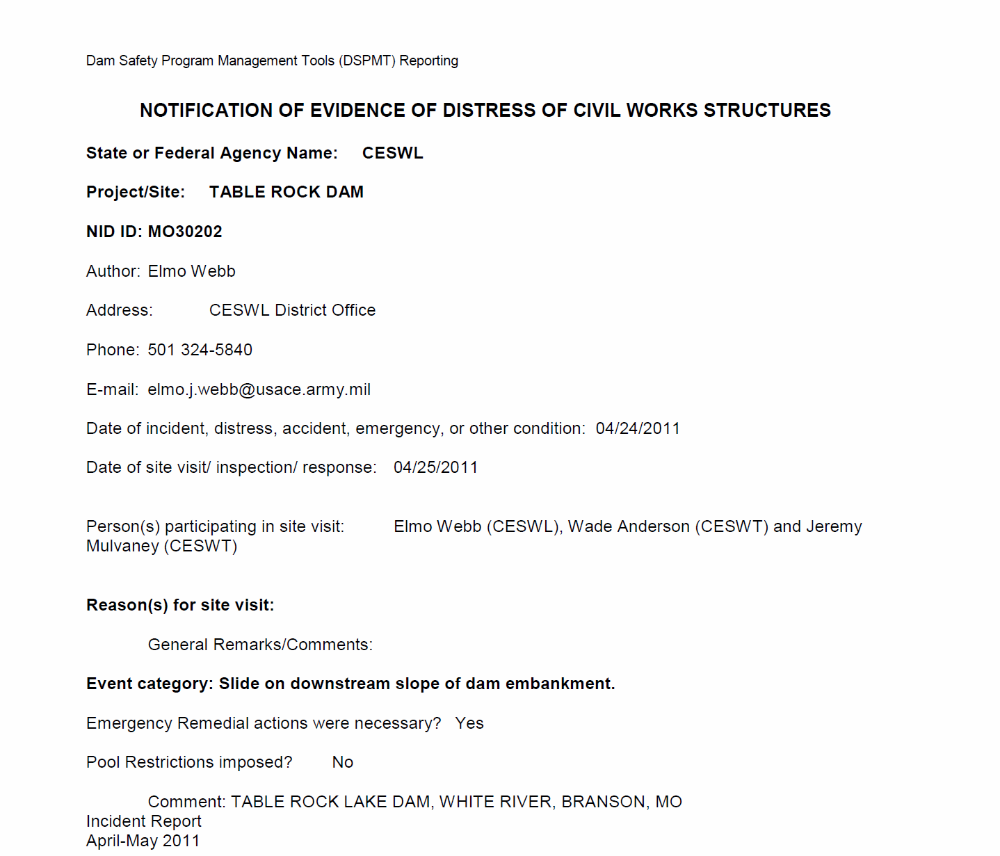 Dam Safety Program Management Tools (DSPMT) Reporting
NOTIFICATION OF EVIDENCE OF DISTRESS OF CIVIL WORKS STRUCTURES
State or Federal Agency Name: CESWL
Project/Site: TABLE ROCK DAM
NID ID: MO30202
Author: Elmo Webb
Address: CESWL District Office
Phone: 501 324-5840
E-mail: elmo.j.webb@usace.army.mil
Date of incident, distress, accident, emergency, or other condition: 04/24/2011
Date of site visit/ inspection/ response: 04/25/2011
Person(s) participating in site visit: Elmo Webb (CESWL), Wade Anderson (CESWT) and Jeremy
Mulvaney (CESWT)
Reason(s) for site visit:
General Remarks/Comments:
Event category: Slide on downstream slope of dam embankment.
Emergency Remedial actions were necessary? Yes
Pool Restrictions imposed? No
Comment: TABLE ROCK LAKE DAM, WHITE RIVER, BRANSON, MO
Incident Report
April-May 2011